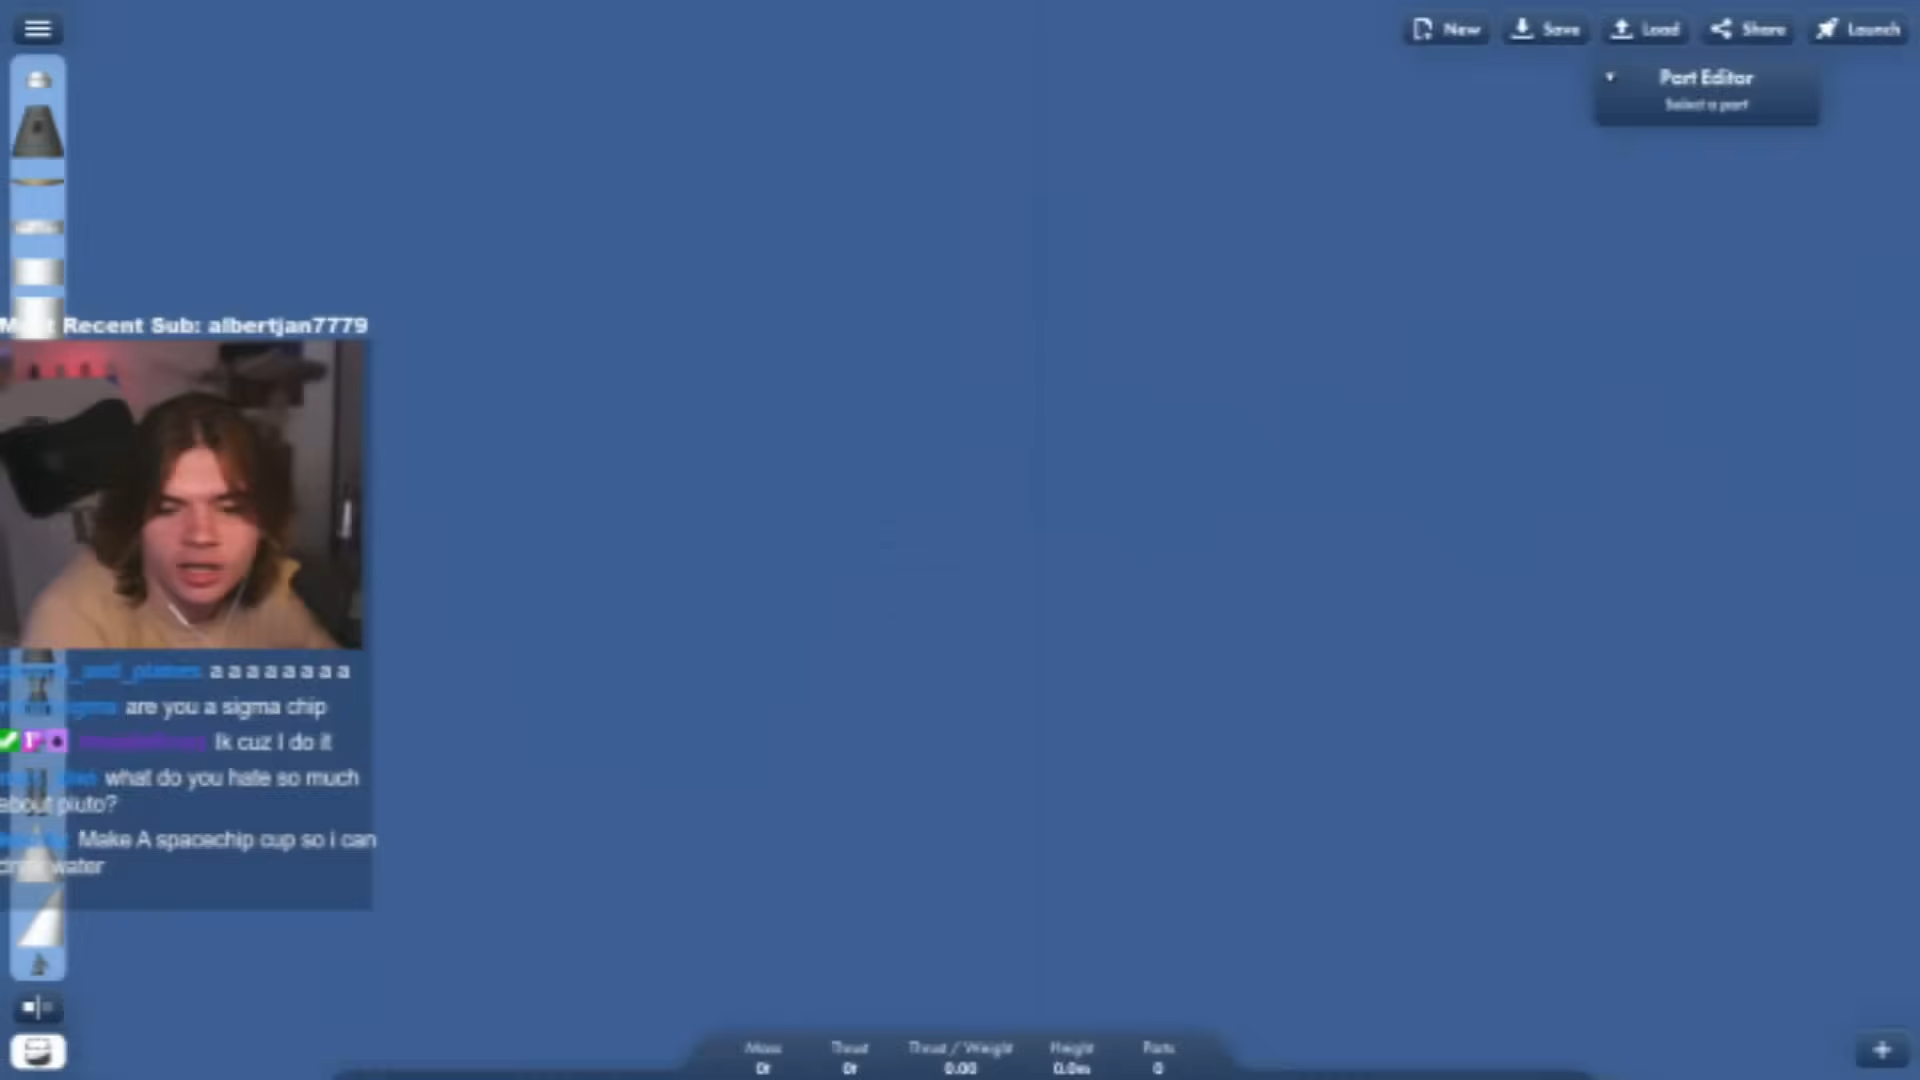 New Save Load Share Launch
Part Editor
Select a part
Recent Sub: albertjan7779
a a a a a a a a
are you a sigma chip
Ik cuz I do it
what do you hate so much
about pluto?
Make A spacechip cup so i can
water
Mass Thrust Thrust / Weight Height Parts
0t 0t 0.00 0.0m 0